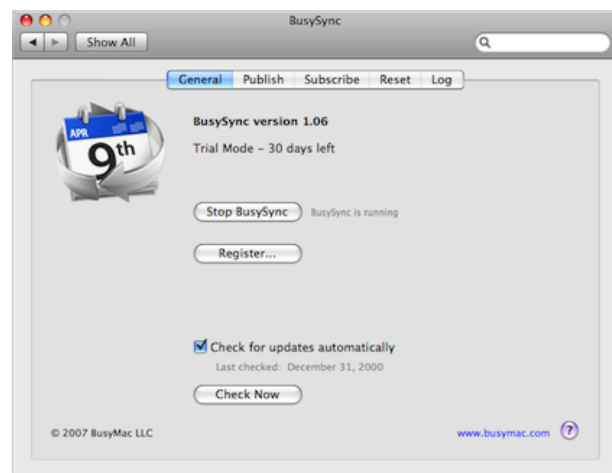 BusySync
Show All
General Publish Subscribe Reset Log
APR
9th
BusySync version 1.06
Trial Mode – 30 days left
Stop BusySync BusySync is running
Register...
Check for updates automatically
Last checked: December 31, 2000
Check Now
© 2007 BusyMac LLC www.busymac.com ?